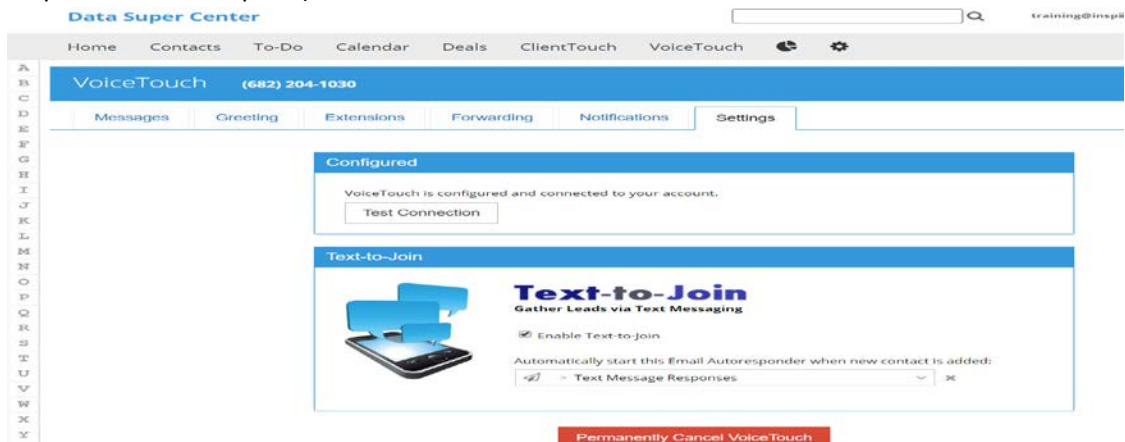 Data Super Center
Home Contacts To-Do Calendar Deals ClientTouch VoiceTouch
A
B
C
D
E
F
G
H
I
J
K
L
M
N
O
P
Q
R
S
T
U
V
W
X
Y
VoiceTouch (682) 204-1030
Messages Greeting Extensions Forwarding Notifications Settings
Configured
VoiceTouch is configured and connected to your account.
Test Connection
Text-to-Join
Text-to-Join
Gather Leads via Text Messaging
Enable Text-to-Join
Automatically start this Email Autoresponder when new contact is added:
> Text Message Responses
Permanently Cancel VoiceTouch